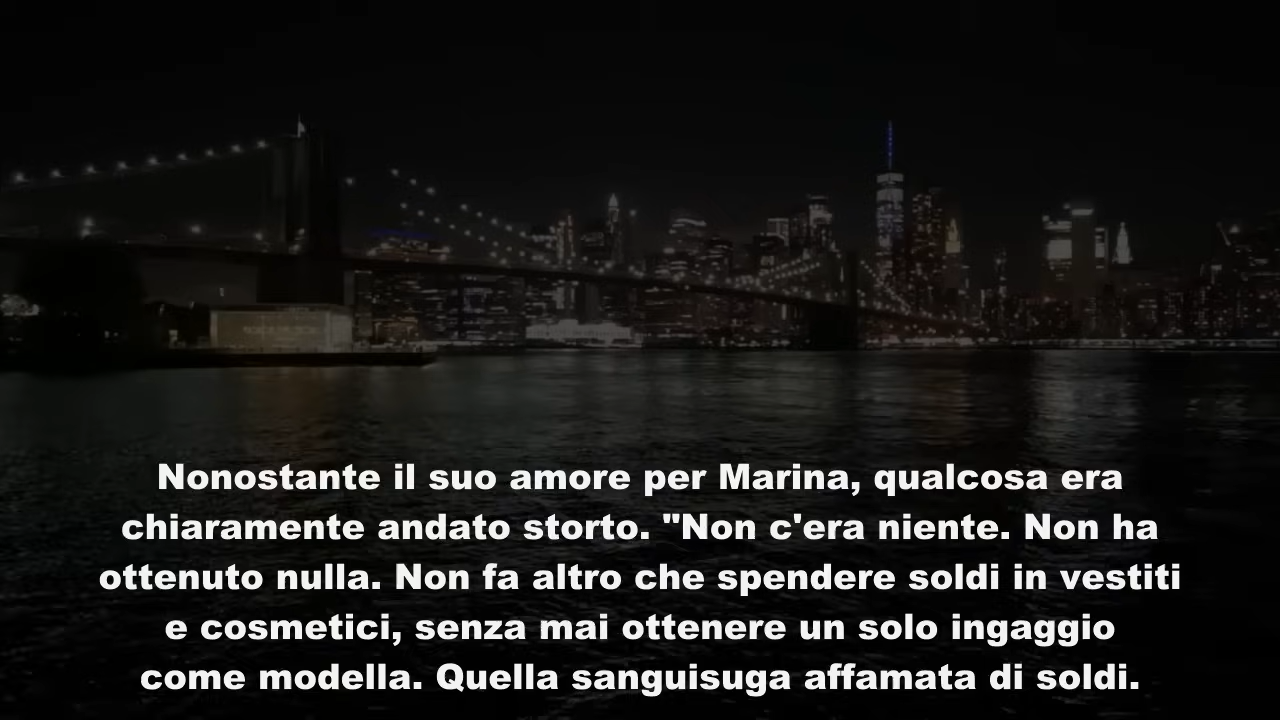 Nonostante il suo amore per Marina, qualcosa era
chiaramente andato storto. "Non c'era niente. Non ha
ottenuto nulla. Non fa altro che spendere soldi in vestiti
e cosmetici, senza mai ottenere un solo ingaggio
come modella. Quella sanguisuga affamata di soldi.